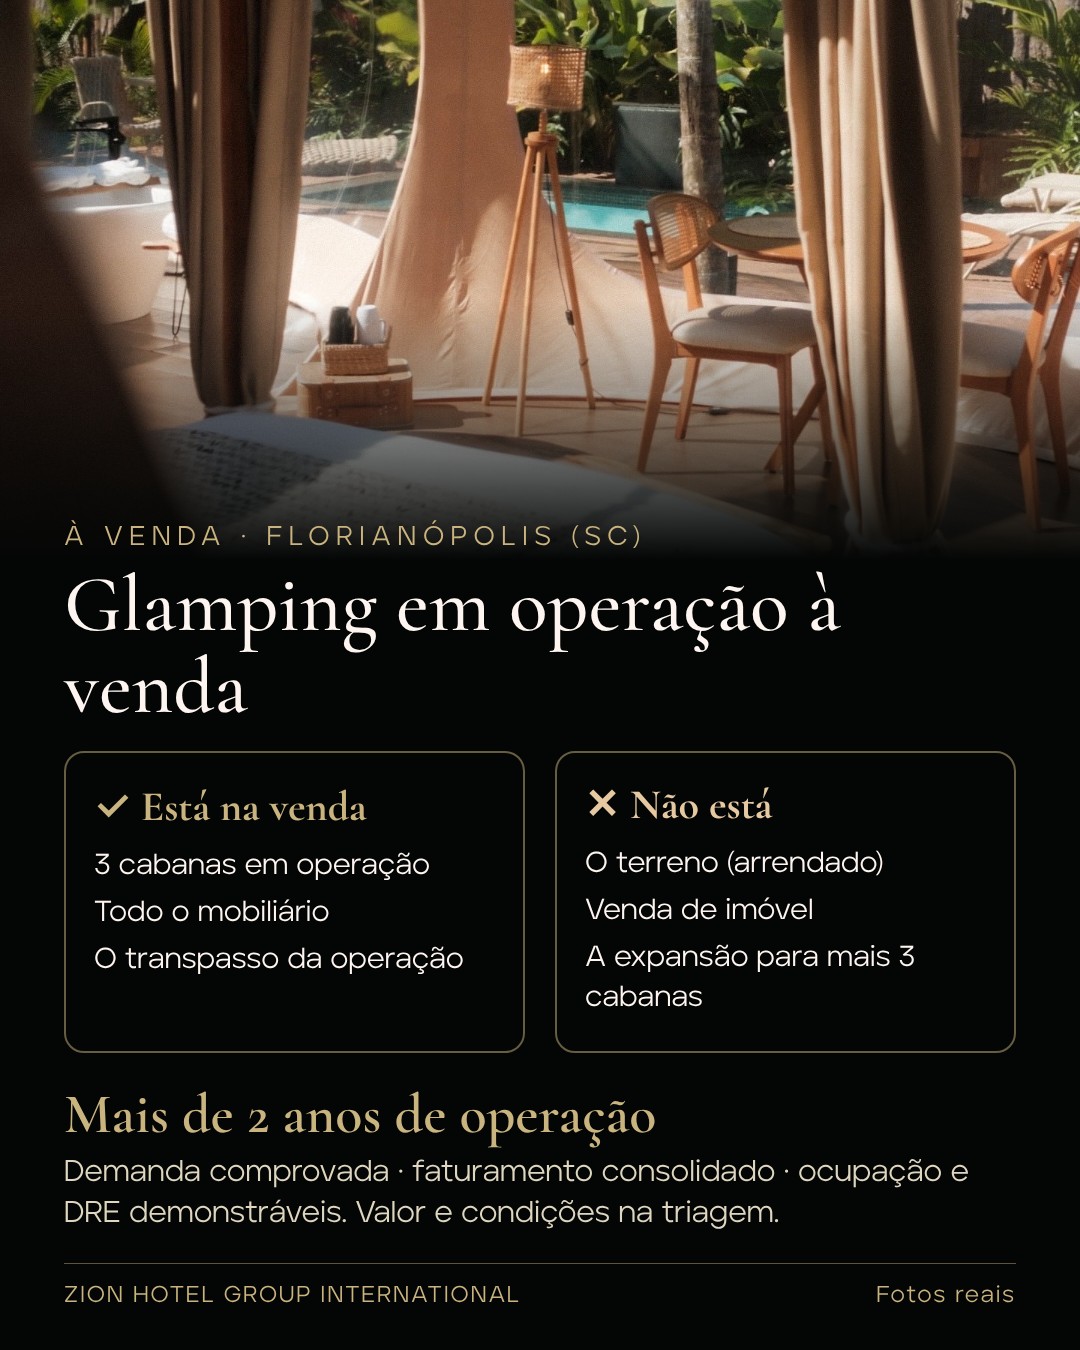 À VENDA · FLORIANÓPOLIS (SC)
Glamping em operação à
venda
✓ Está na venda
3 cabanas em operação
Todo o mobiliário
O transpasso da operação
✕ Não está
O terreno (arrendado)
Venda de imóvel
A expansão para mais 3
cabanas
Mais de 2 anos de operação
Demanda comprovada · faturamento consolidado · ocupação e
DRE demonstráveis. Valor e condições na triagem.
ZION HOTEL GROUP INTERNATIONAL
Fotos reais